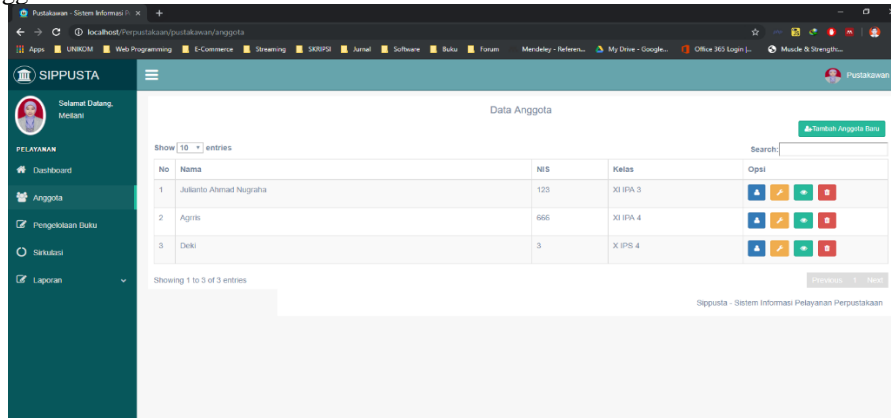 gg
Pustakawan - Sistem Informasi P
localhost/Perpustakaan/pustakawan/anggota
Apps UNIKOM Web Programming E-Commerce Streaming SKRIPSI Jurnal Software Buku Forum Mendeley - Referen... My Drive - Google... Office 365 Login |... Muscle & Strength:...
SIPPUSTA
Pustakawan
Selamat Datang,
Meilani
Data Anggota
Tambah Anggota Baru
PELAYANAN
Show 10 entries Search:
Dashboard
No Nama NIS Kelas Opsi
Anggota
1 Julianto Ahmad Nugraha 123 XI IPA 3
Pengelolaan Buku
2 Agrris 666 XI IPA 4
Sirkulasi
3 Deki 3 X IPS 4
Laporan
Showing 1 to 3 of 3 entries Previous 1 Next
Sippusta - Sistem Informasi Pelayanan Perpustakaan